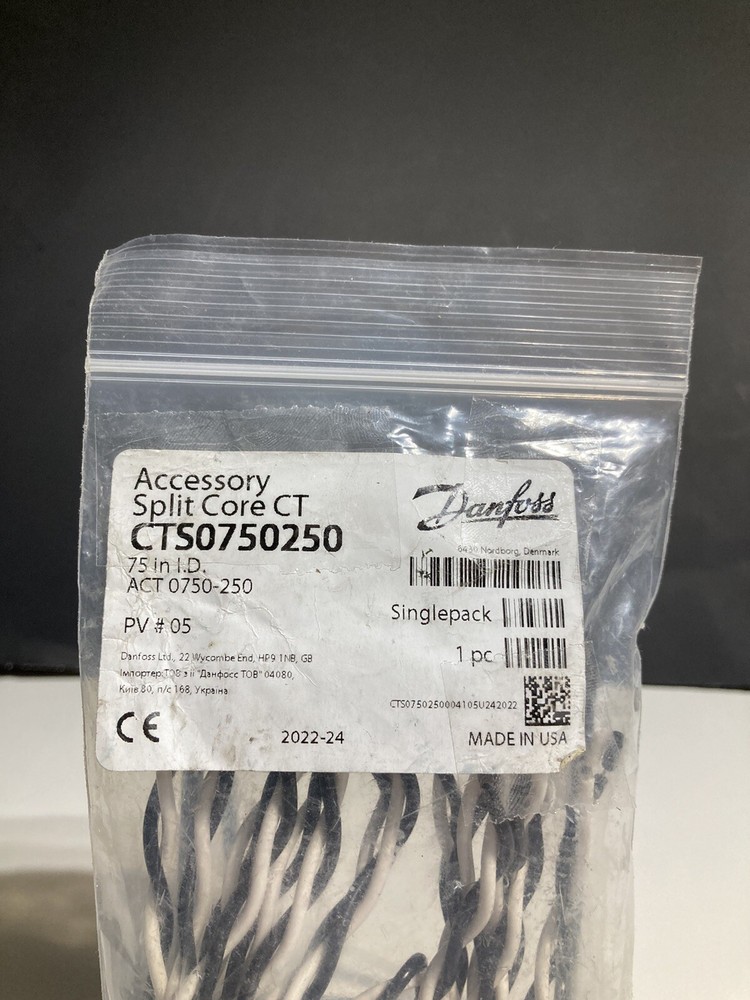 Accessory
Split Core CT
CTS0750250
75 in I.D.
ACT 0750-250
PV # 05
Danfoss Ltd., 22 Wycombe End, HP9 1NB, GB
Імпортер: ТОВ з іі "Данфосс ТОВ" 04080,
Київ 80, п/с 168, Україна
Danfoss
8430 Nordborg, Denmark
Singlepack
1 pc
CTS0750250004105U242022
2022-24
MADE IN USA
CE